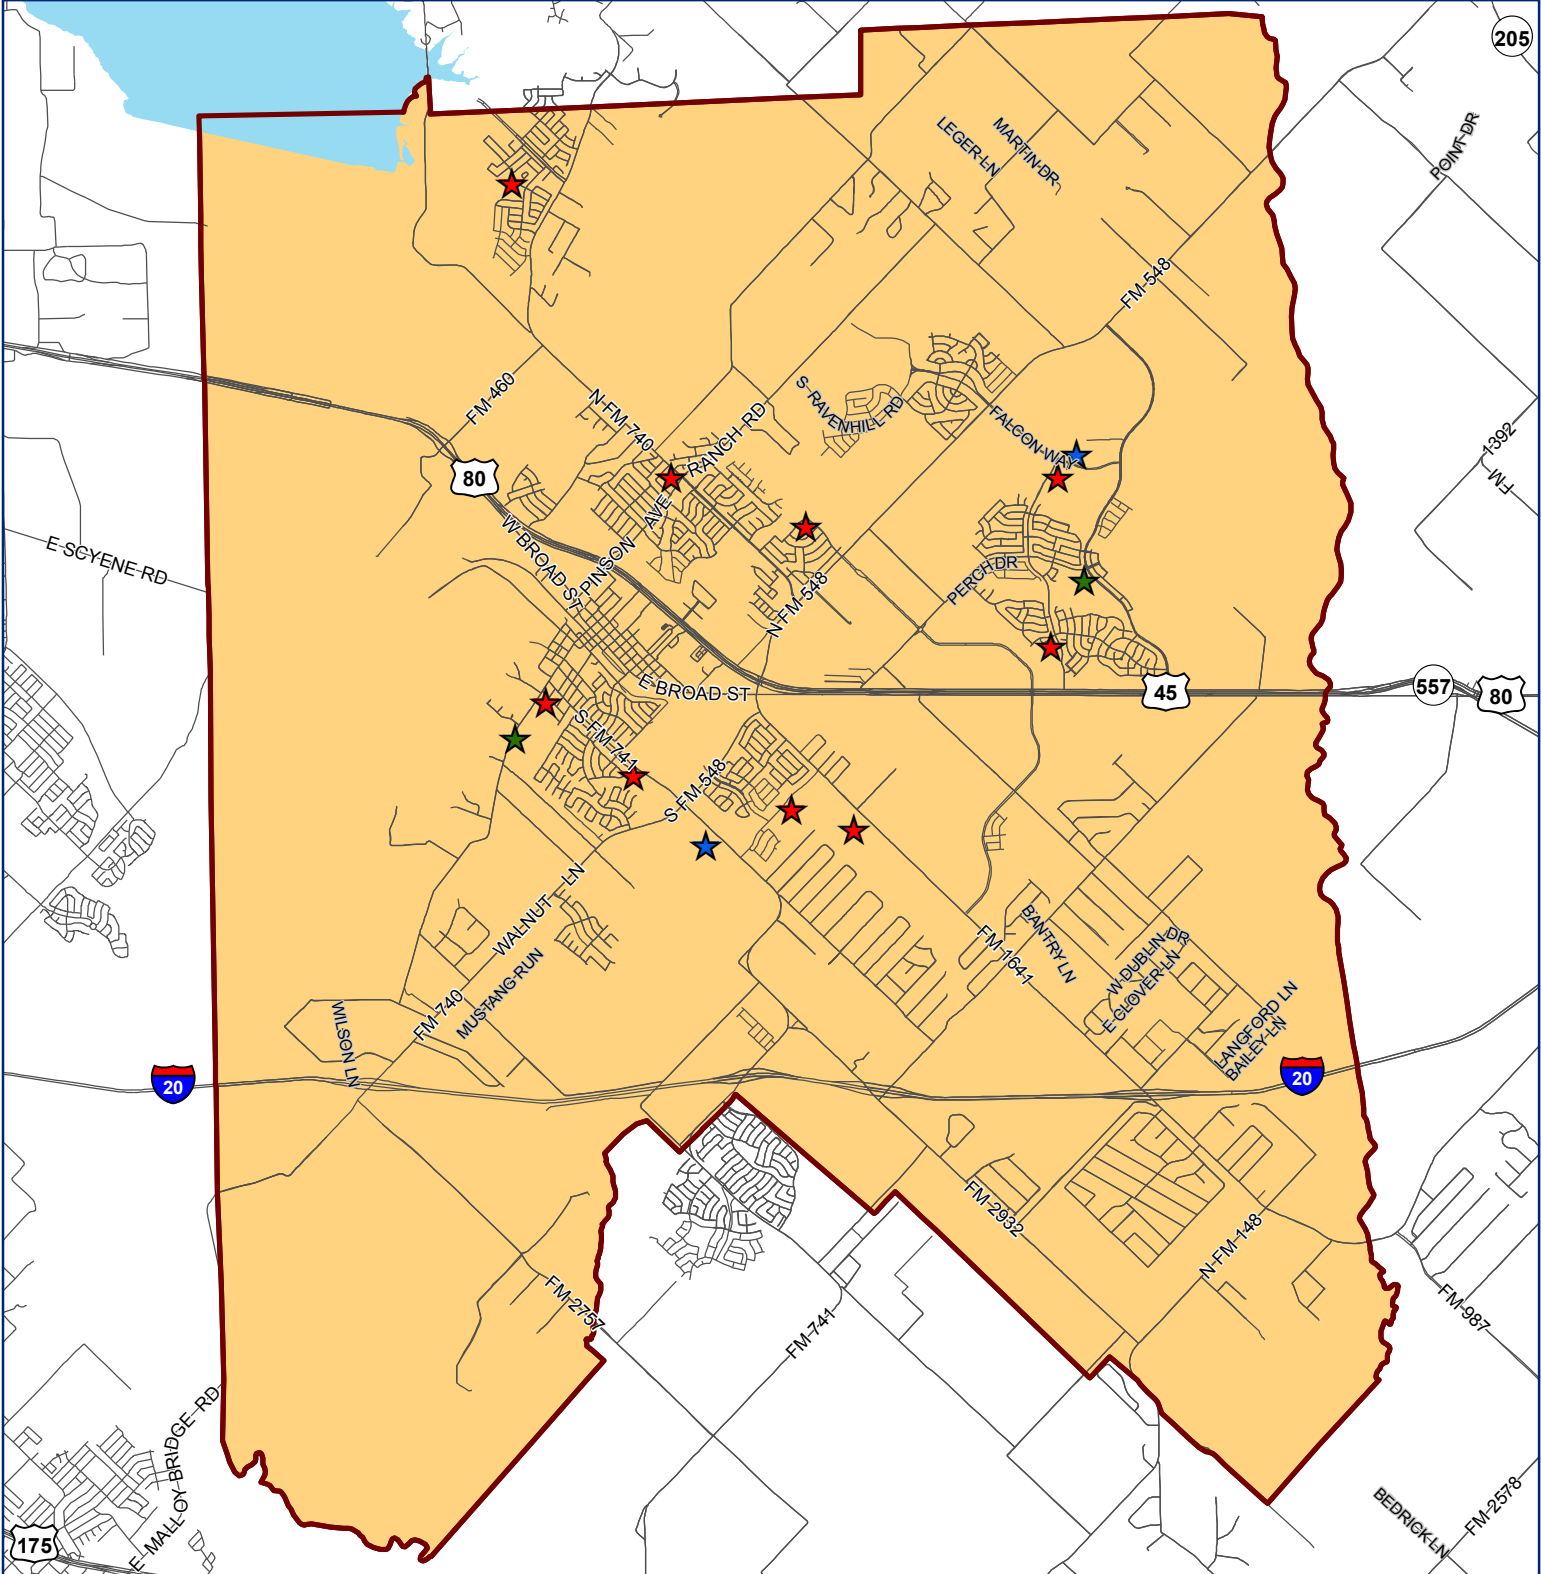 205
POINT DR
MARTIN DR
LEGER LN
FM 548
FM 460
N FM 740
S RAVENHILL RD
RANCH RD
FALCON WAY
1392
FM
80
AVE
W BROAD ST
S PINSON
E SCYENE RD
PERCH DR
N FM 548
E BROAD ST
45
557
80
S FM 741
S FM 548
WALNUT LN
BANTRY LN
FM 1641
W DUBLIN DR
E GLOVER LN
MUSTANG RUN
FM 740
WILSON LN
LANGFORD LN
BAILEY LN
20
20
FM 2932
N FM 148
FM 2757
FM 741
FM 987
E MALLOY BRIDGE RD
175
BEDRICK LN
FM 2578